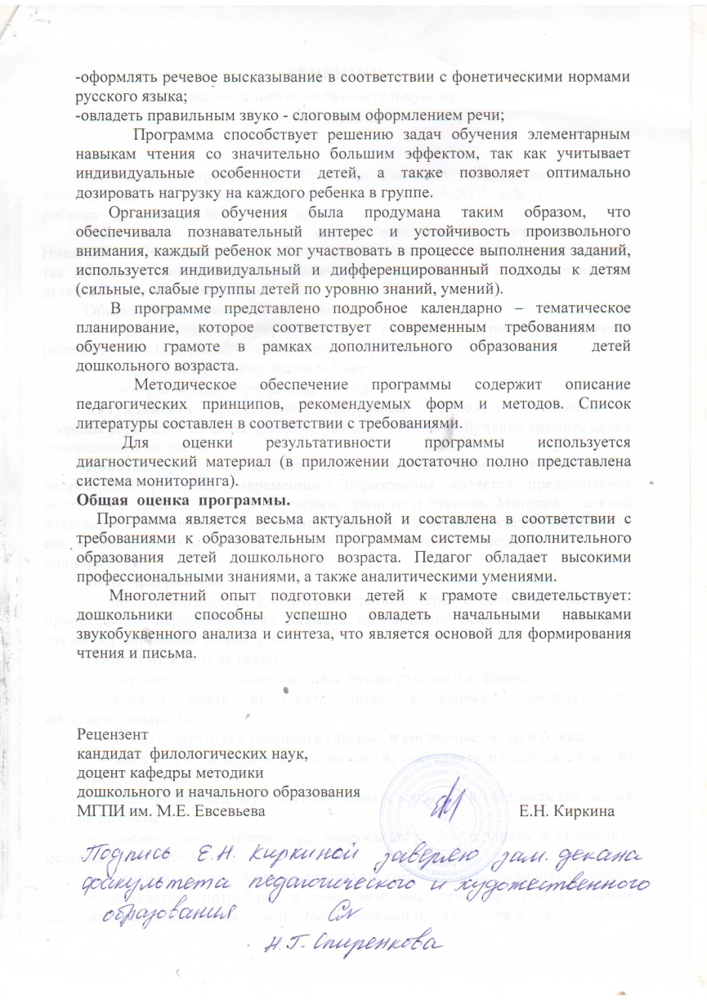 -оформлять речевое высказывание в соответствии с фонетическими нормами
русского языка;
-овладеть правильным звуко - слоговым оформлением речи;
Программа способствует решению задач обучения элементарным
навыкам чтения со значительно большим эффектом, так как учитывает
индивидуальные особенности детей, а также позволяет оптимально
дозировать нагрузку на каждого ребенка в группе.
Организация обучения была продумана таким образом, что
обеспечивала познавательный интерес и устойчивость произвольного
внимания, каждый ребенок мог участвовать в процессе выполнения заданий,
используется индивидуальный и дифференцированный подходы к детям
(сильные, слабые группы детей по уровню знаний, умений).
В программе представлено подробное календарно – тематическое
планирование, которое соответствует современным требованиям по
обучению грамоте в рамках дополнительного образования детей
дошкольного возраста.
Методическое обеспечение программы содержит описание
педагогических принципов, рекомендуемых форм и методов. Список
литературы составлен в соответствии с требованиями.
Для оценки результативности программы используется
диагностический материал (в приложении достаточно полно представлена
система мониторинга).
Общая оценка программы.
Программа является весьма актуальной и составлена в соответствии с
требованиями к образовательным программам системы дополнительного
образования детей дошкольного возраста. Педагог обладает высокими
профессиональными знаниями, а также аналитическими умениями.
Многолетний опыт подготовки детей к грамоте свидетельствует:
дошкольники способны успешно овладеть начальными навыками
звукобуквенного анализа и синтеза, что является основой для формирования
чтения и письма.
Рецензент
кандидат филологических наук,
доцент кафедры методики
дошкольного и начального образования
МГПИ им. М.Е. Евсевьева Е.Н. Киркина
Подпись Е.Н. Киркиной заверяю зам. декана
факультета педагогического и художественного
образования
Н.Г. Спиренкова